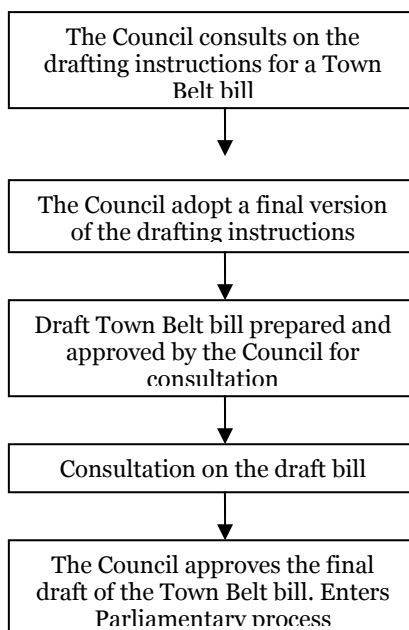 The Council consults on the
drafting instructions for a Town
Belt bill
The Council adopt a final version
of the drafting instructions
Draft Town Belt bill prepared and
approved by the Council for
consultation
Consultation on the draft bill
The Council approves the final
draft of the Town Belt bill. Enters
Parliamentary process